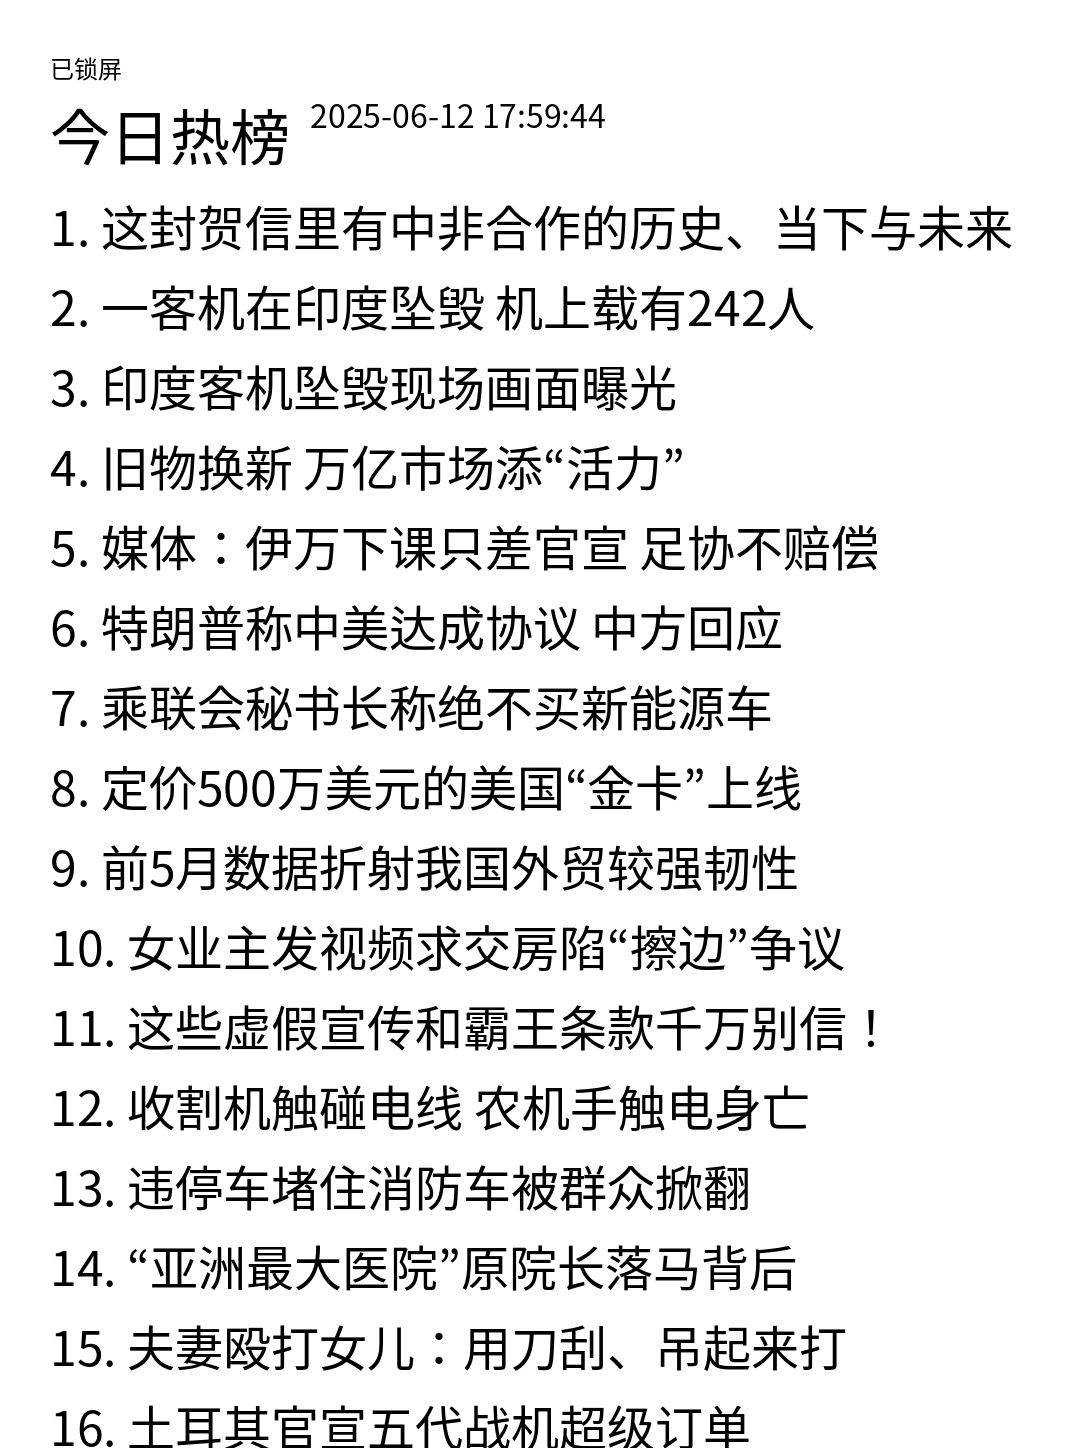 已锁屏
今日热榜 2025-06-12 17:59:44
1. 这封贺信里有中非合作的历史、当下与未来
2. 一客机在印度坠毁 机上载有242人
3. 印度客机坠毁现场画面曝光
4. 旧物换新 万亿市场添“活力”
5. 媒体：伊万下课只差官宣 足协不赔偿
6. 特朗普称中美达成协议 中方回应
7. 乘联会秘书长称绝不买新能源车
8. 定价500万美元的美国“金卡”上线
9. 前5月数据折射我国外贸较强韧性
10. 女业主发视频求交房陷“擦边”争议
11. 这些虚假宣传和霸王条款千万别信！
12. 收割机触碰电线 农机手触电身亡
13. 违停车堵住消防车被群众掀翻
14. “亚洲最大医院”原院长落马背后
15. 夫妻殴打女儿：用刀刮、吊起来打
16. 土耳其官宣五代战机超级订单